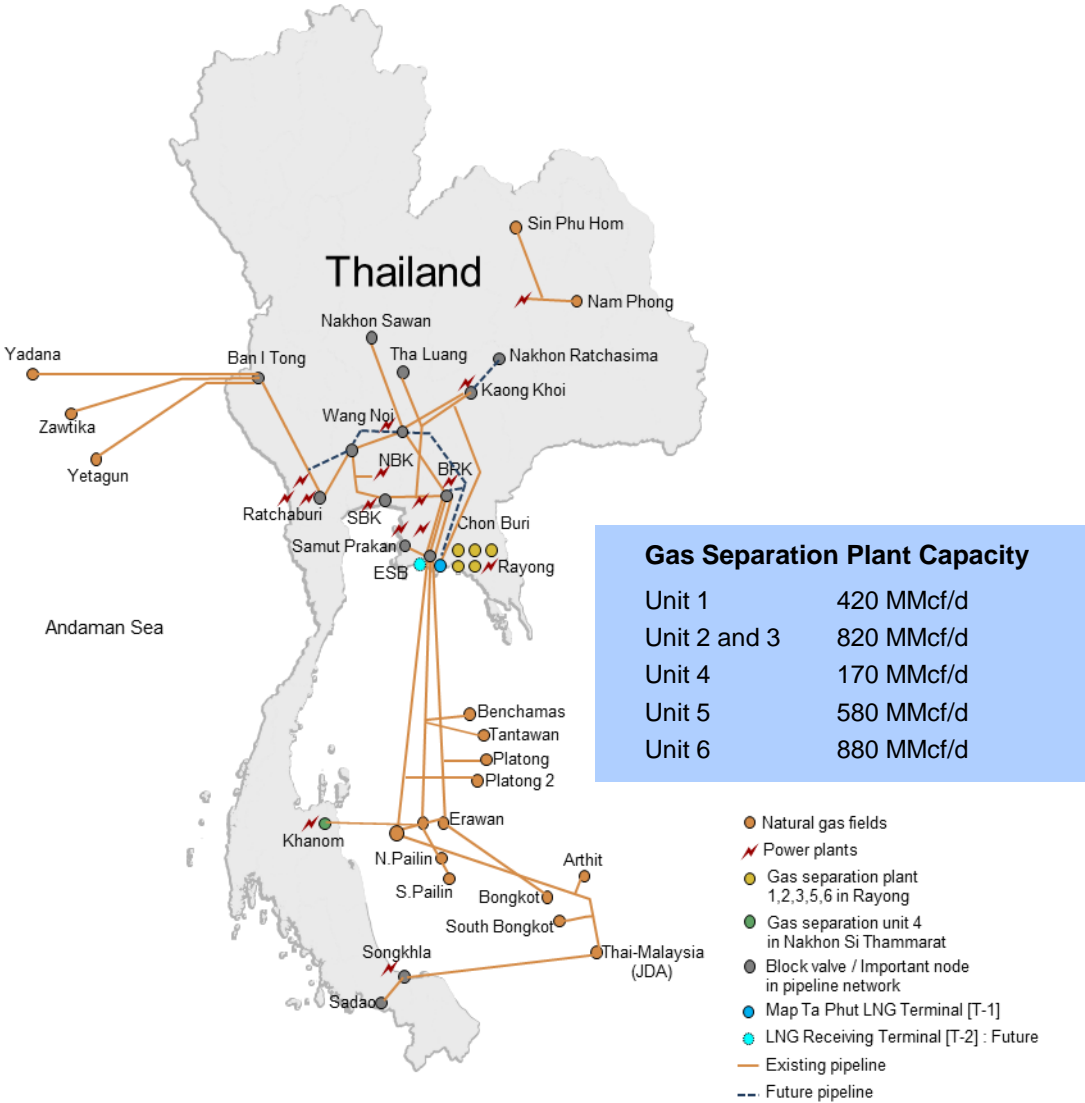 Sin Phu Hom
Thailand
Nam Phong
Nakhon Sawan
Yadana
Ban I Tong
Tha Luang
Nakhon Ratchasima
Kaong Khoi
Zawtika
Wang Noi
Yetagun
NBK
BRK
Ratchaburi
SBK
Chon Buri
Samut Prakan
ESB
Rayong
Gas Separation Plant Capacity
Unit 1 420 MMcf/d
Unit 2 and 3 820 MMcf/d
Unit 4 170 MMcf/d
Unit 5 580 MMcf/d
Unit 6 880 MMcf/d
Andaman Sea
Benchamas
Tantawan
Platong
Platong 2
Erawan
Khanom
N.Pailin
S.Pailin
Arthit
Bongkot
South Bongkot
Songkhla
Thai-Malaysia
(JDA)
Sadao
Natural gas fields
Power plants
Gas separation plant
1,2,3,5,6 in Rayong
Gas separation unit 4
in Nakhon Si Thammarat
Block valve / Important node
in pipeline network
Map Ta Phut LNG Terminal [T-1]
LNG Receiving Terminal [T-2] : Future
Existing pipeline
Future pipeline